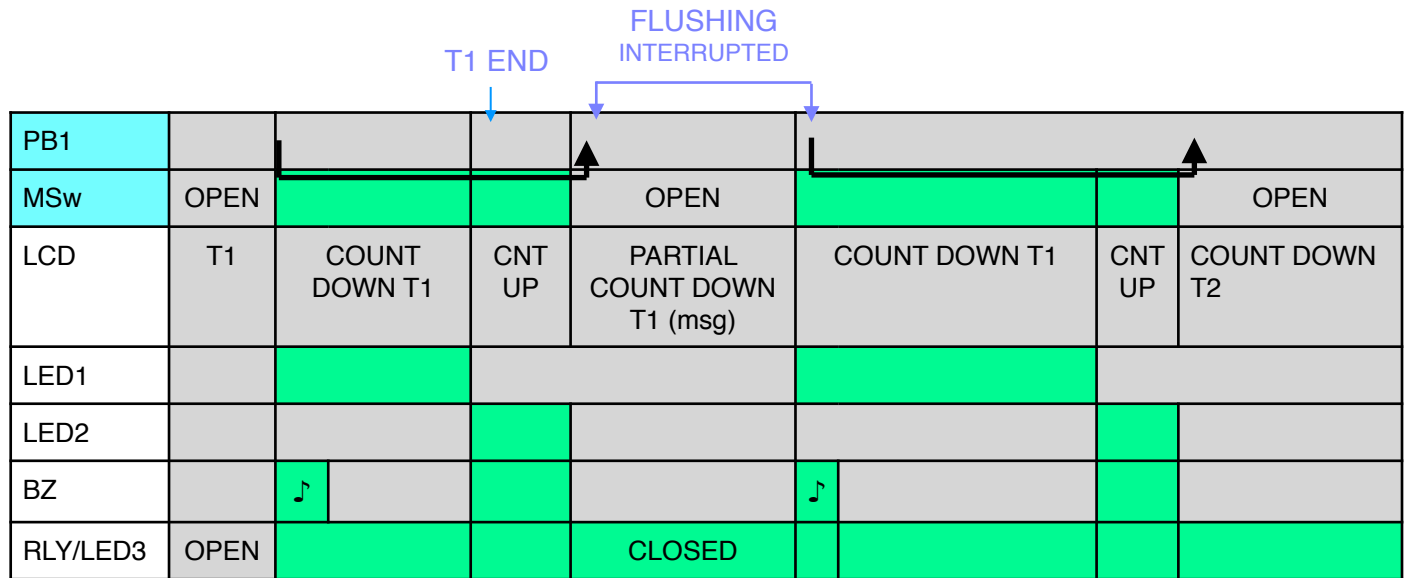 FLUSHING
INTERRUPTED
T1 END
PB1
MSw OPEN OPEN OPEN
LCD T1 COUNT DOWN T1 CNT UP PARTIAL COUNT DOWN T1 (msg) COUNT DOWN T1 CNT UP COUNT DOWN T2
LED1
LED2
BZ ♪ ♪
RLY/LED3 OPEN CLOSED